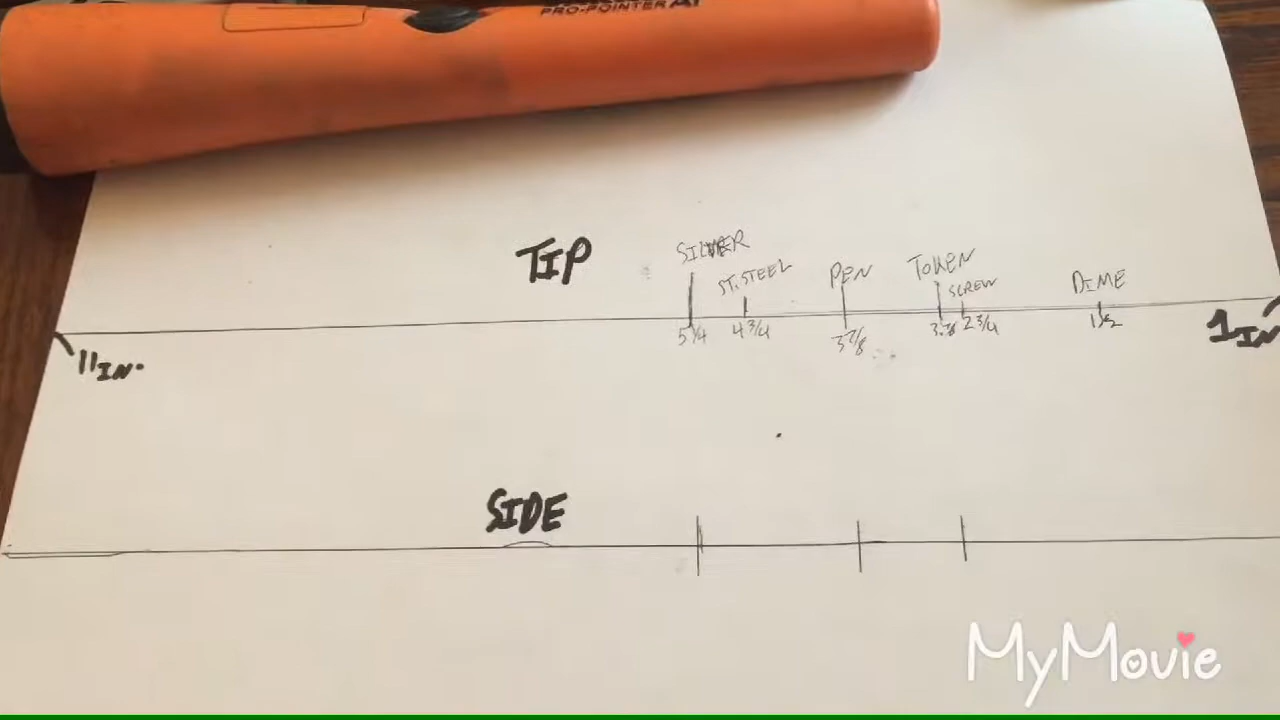 PRO-POINTER AT
TIP
SILVER
ST. STEEL
PEN
TOKEN
SCREW
DIME
5 1/4
4 3/4
3 7/8
2 3/4
1 1/2
11 IN.
1 IN
SIDE
MyMovie